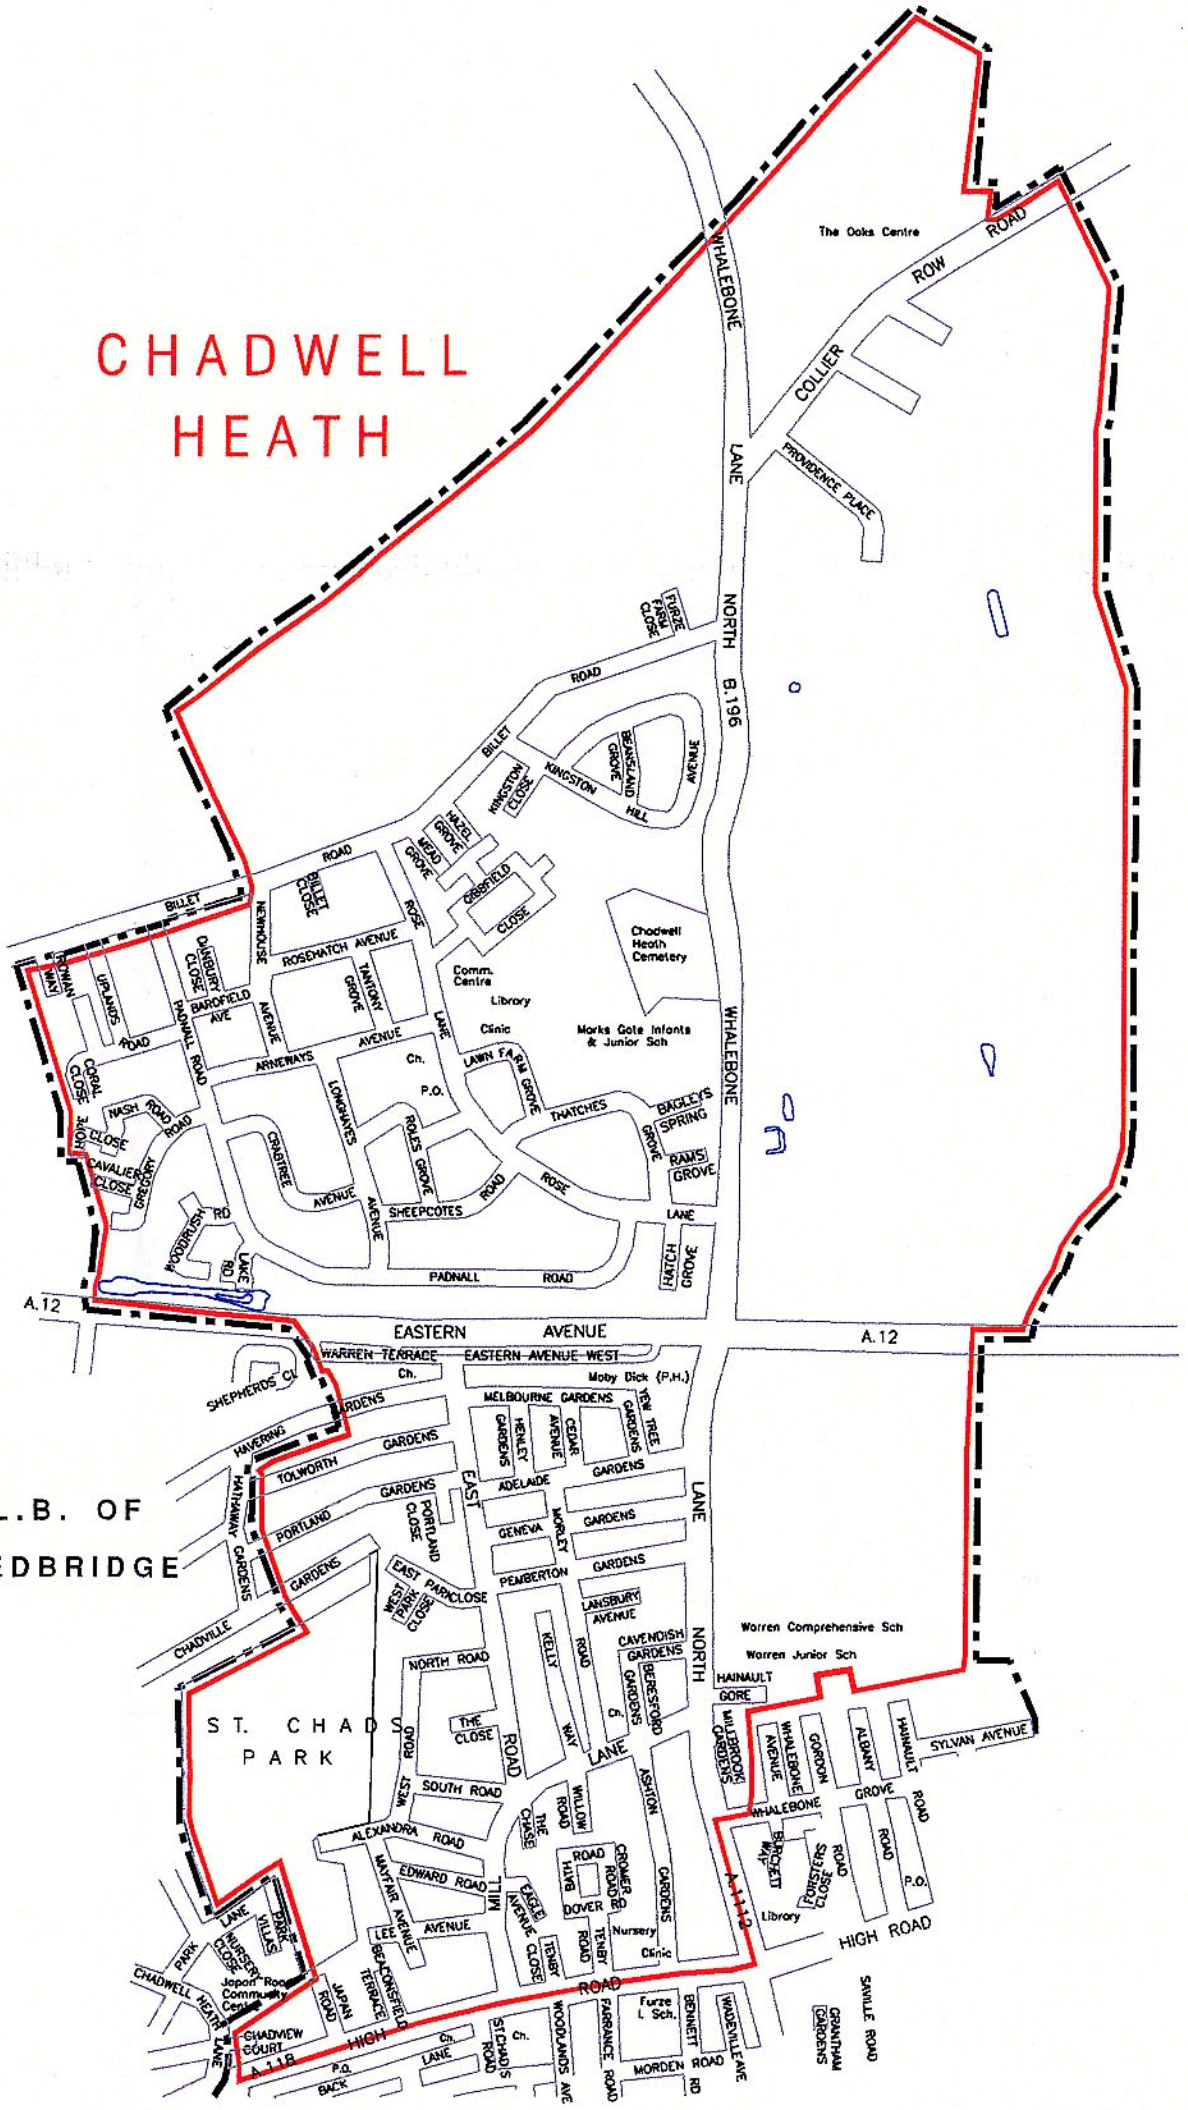 The Oaks Centre
ROAD
ROW
COLLIER
WHALEBONE
CHADWELL
HEATH
LANE
PROVIDENCE PLACE
NORTH
FURZE
FARM
CLOSE
ROAD
B.196
BILLET
BEANSLAND
GROVE
AVENUE
KINGSTON
HILL
KINGSTON
CLOSE
HAZEL
GROVE
MEAD
GROVE
ROAD
BILLET
BILLET
CLOSE
GIBBFIELD
CLOSE
NEWHOUSE
ROSE
ROSEHATCH AVENUE
Chadwell
Heath
Cemetery
DANBURY
CLOSE
ROWAN
WAY
UPLANDS
ROAD
BARDFIELD
AVE
AVENUE
TANTONY
GROVE
Comm.
Centre
Library
Clinic
Marks Gate Infants
& Junior Sch
WHALEBONE
PADNALL ROAD
ARNEWAYS
AVENUE
LANE
Ch.
P.O.
LAWN FARM GROVE
CORAL
CLOSE
NASH ROAD
ROAD
CLOSE
HOPE
CAVALIER
CLOSE
GREGORY
CRABTREE
AVENUE
LONGHAYES
AVENUE
ROLES GROVE
THATCHES
GROVE
BAGLEYS
SPRING
RAMS
GROVE
SHEEPCOTES
ROAD
ROSE
LANE
WOODRUSH
RD
LAKE
RD
HATCH
GROVE
PADNALL
ROAD
A.12
EASTERN
AVENUE
A.12
WARREN TERRACE
EASTERN AVENUE WEST
SHEPHERDS CL
Ch.
Moby Dick (P.H.)
MELBOURNE GARDENS
YEW TREE
GARDENS
HAVERING
GARDENS
HENLEY
GARDENS
CEDAR
AVENUE
TOLWORTH
GARDENS
ADELAIDE
GARDENS
HATHAWAY GARDENS
PORTLAND
GARDENS
PORTLAND
CLOSE
EAST
GENEVA
GARDENS
MORLEY
LANE
L.B. OF
EDBRIDGE
CHADVILLE
GARDENS
EAST PARK CLOSE
WEST
PARK
CLOSE
PEMBERTON
GARDENS
LANSBURY
AVENUE
CAVENDISH
GARDENS
BERESFORD
GARDENS
KELLY
WAY
ROAD
NORTH
Warren Comprehensive Sch
Warren Junior Sch
HAINAULT
GORE
NORTH ROAD
ST. CHADS
PARK
THE
CLOSE
ROAD
Ch.
LANE
WEST ROAD
SOUTH ROAD
MILLBROOK
GARDENS
WHALEBONE
AVENUE
GORDON
ALBANY
HAINAULT
SYLVAN AVENUE
WHALEBONE
GROVE
ROAD
ROAD
ROAD
ALEXANDRA
ROAD
THE
CHASE
WILLOW
ROAD
ASHTON
GARDENS
BURCHETT
WAY
FORSTERS
CLOSE
EDWARD ROAD
MILL
MAYFAIR AVENUE
EAGLE
AVENUE
ROAD
BATH
CROMER
ROAD
DOVER RD
A.1112
P.O.
Library
HIGH ROAD
LEE
AVENUE
TENBY
CLOSE
TENBY
ROAD
Nursery
Clinic
PARK
LANE
PARK
VILLAS
NURSERY
CLOSE
BEACONSFIELD
TERRACE
CHADWELL HEATH
LANE
Japan Road
Community
Centre
JAPAN
ROAD
CHADVIEW
COURT
A.118
HIGH
ROAD
P.O.
BACK
LANE
Ch.
ST.CHADS
ROAD
Ch.
WOODLANDS AVE
FARRANCE ROAD
Furze
I. Sch.
BENNETT
RD
WADEVILLE AVE
MORDEN ROAD
GRANTHAM
GARDENS
SAVILLE ROAD